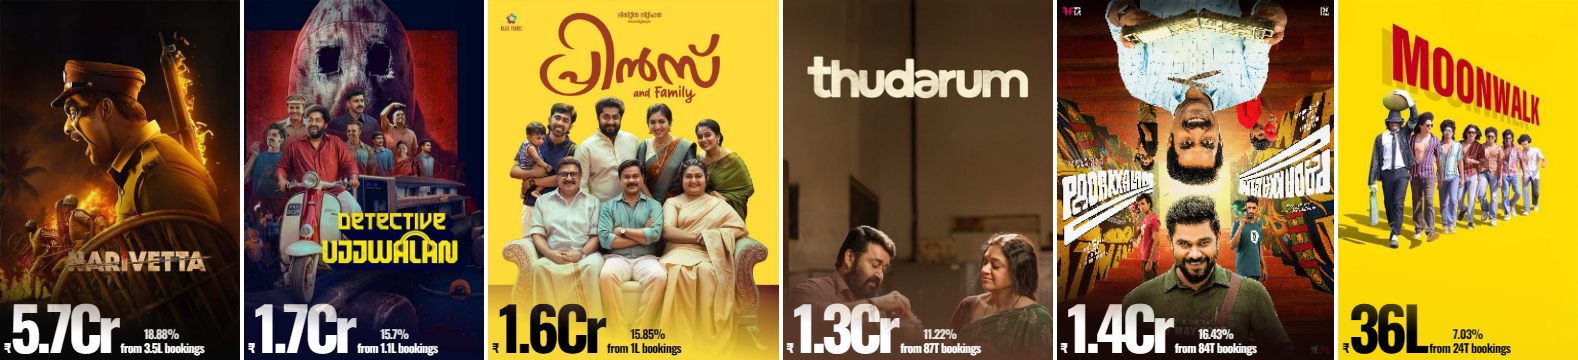 NARIVETTA
₹5.7Cr
18.88%
from 3.5L bookings
DETECTIVE
UJJWALAN
₹1.7Cr
15.7%
from 1.1L bookings
പ്രിൻസ്
and Family
₹1.6Cr
15.85%
from 1L bookings
thudarum
₹1.3Cr
11.22%
from 87T bookings
₹1.4Cr
16.43%
from 84T bookings
MOONWALK
₹36L
7.03%
from 24T bookings